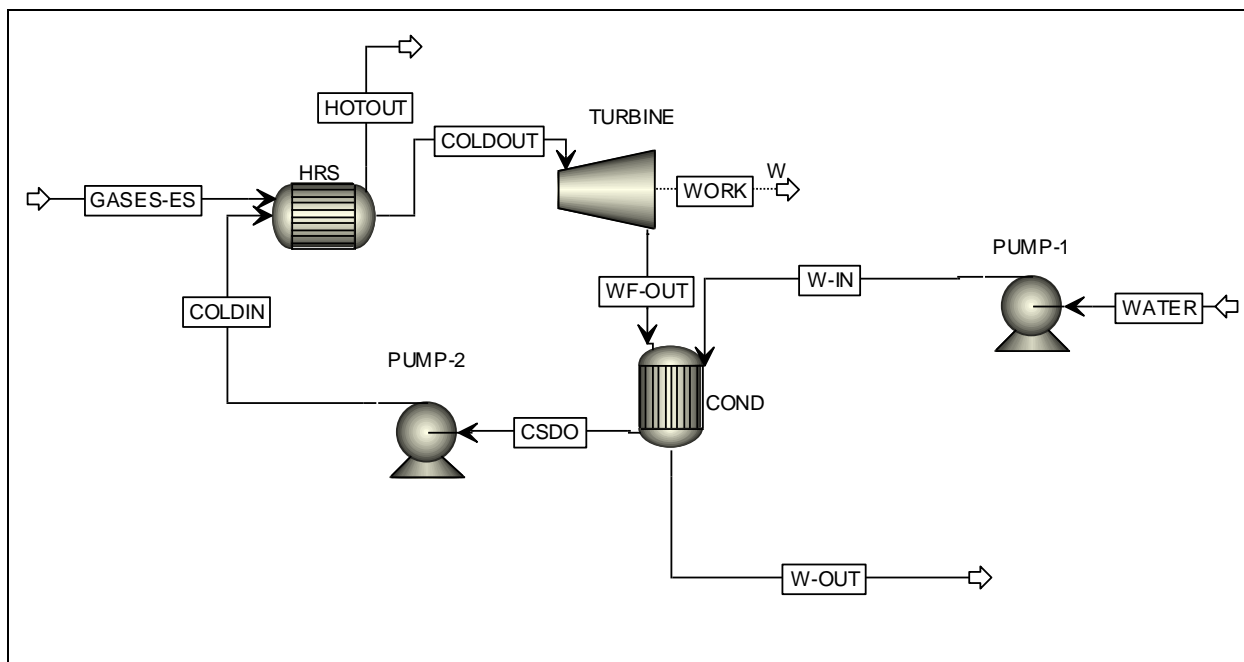 HOTOUT
TURBINE
COLDOUT
HRS
W
WORK
GASES-ES
PUMP-1
W-IN
WF-OUT
WATER
COLDIN
PUMP-2
COND
CSDO
W-OUT